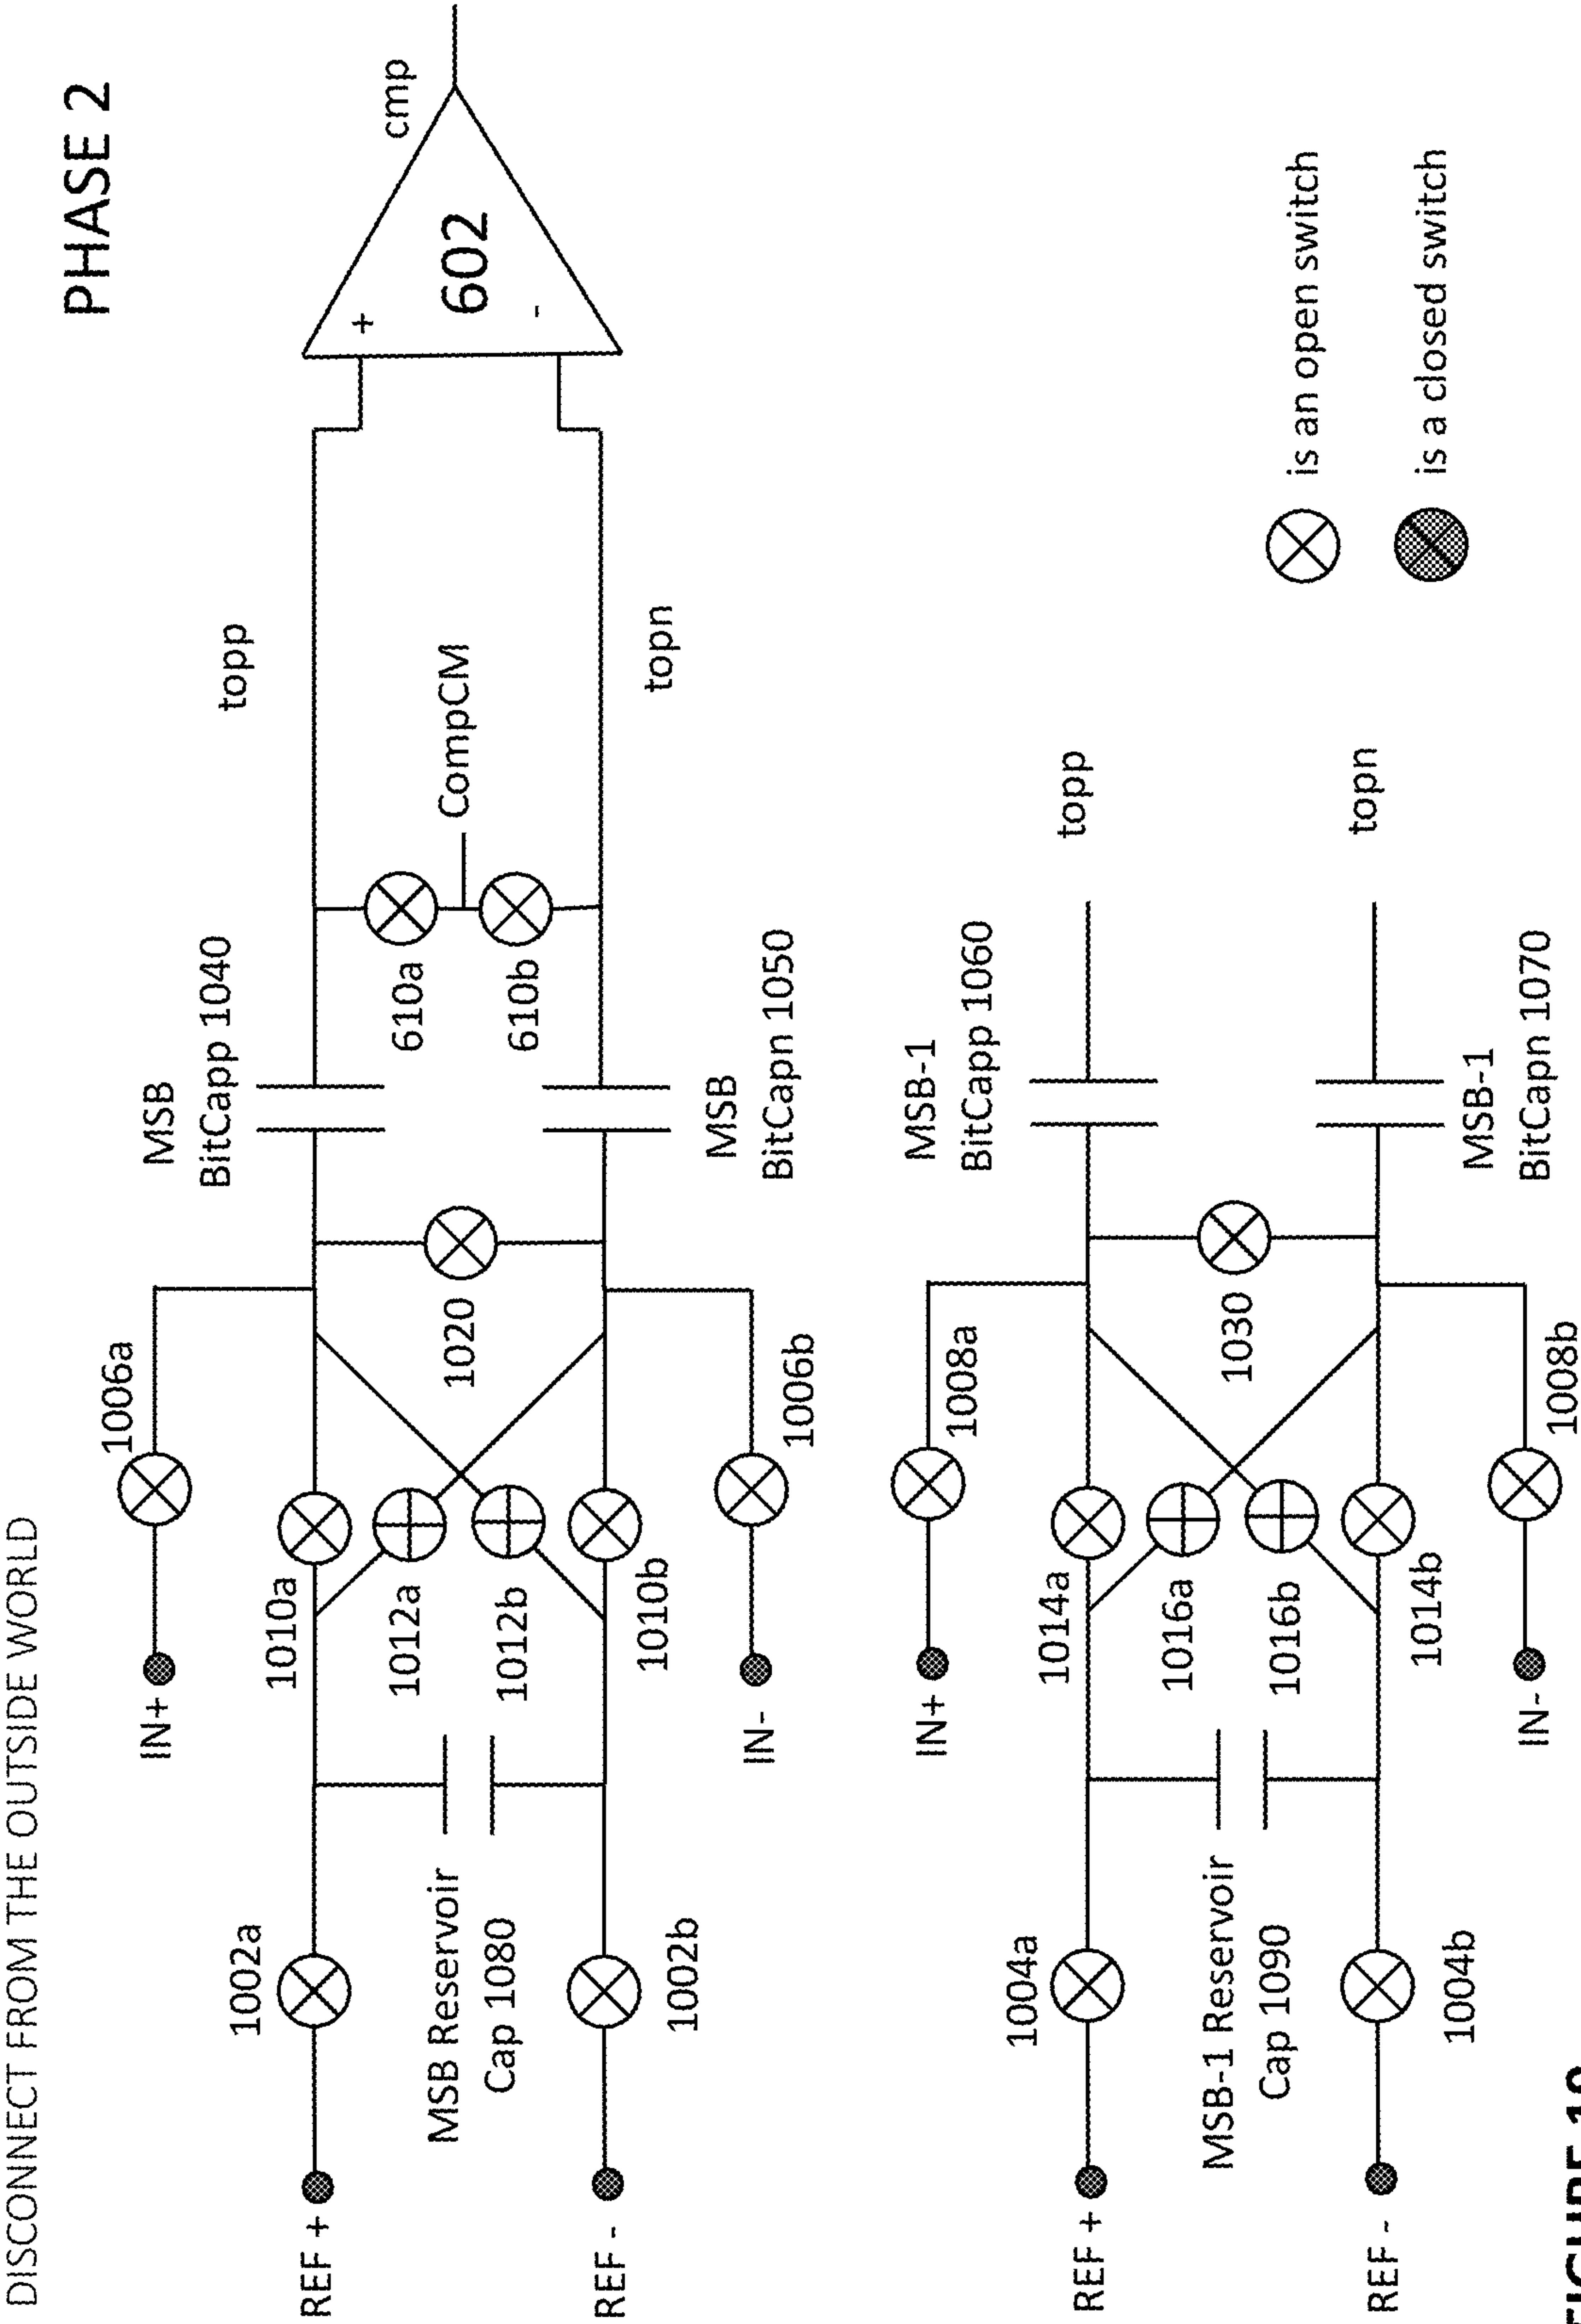 DISCONNECT FROM THE OUTSIDE WORLD
PHASE 2
IN+
1006a
MSB
BitCapp 1040
topp
cmp
REF +
1002a
1010a
610a
+
MSB Reservoir
Cap 1080
1012a
1020
CompCM
602
1012b
610b
-
REF -
1002b
1010b
topn
IN-
1006b
MSB
BitCapn 1050
IN+
1008a
MSB-1
BitCapp 1060
REF +
1004a
1014a
topp
MSB-1 Reservoir
Cap 1090
1016a
1030
1016b
is an open switch
REF -
1004b
1014b
topn
is a closed switch
IN-
1008b
MSB-1
BitCapn 1070